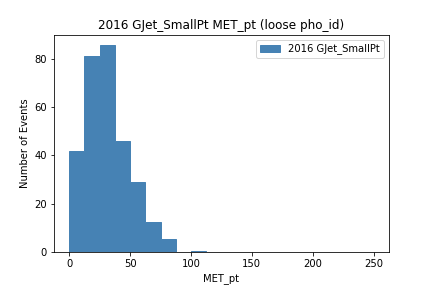 2016 GJet_SmallPt MET_pt (loose pho_id)
2016 GJet_SmallPt
Number of Events
80
60
40
20
0
0 50 100 150 200 250
MET_pt